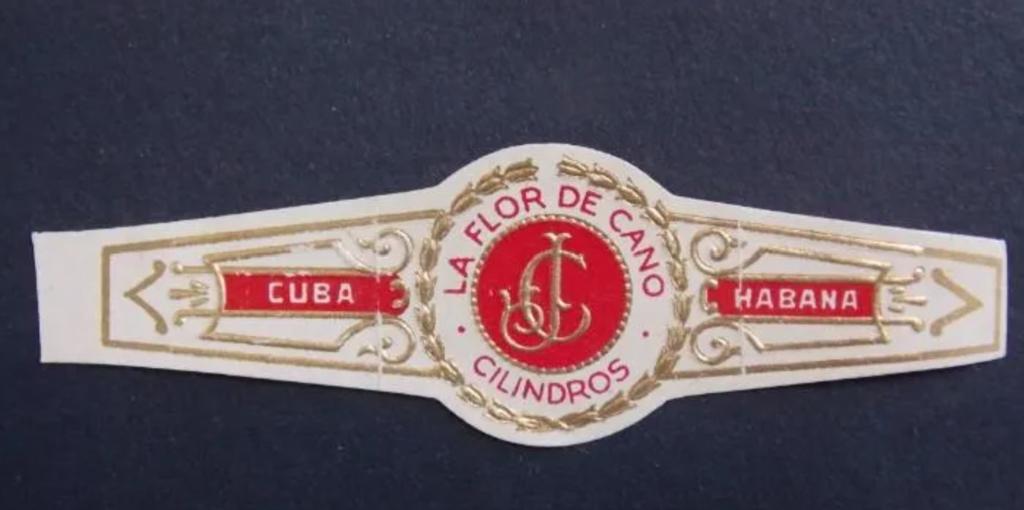 CUBA
LA FLOR DE CANO
CILINDROS
HABANA